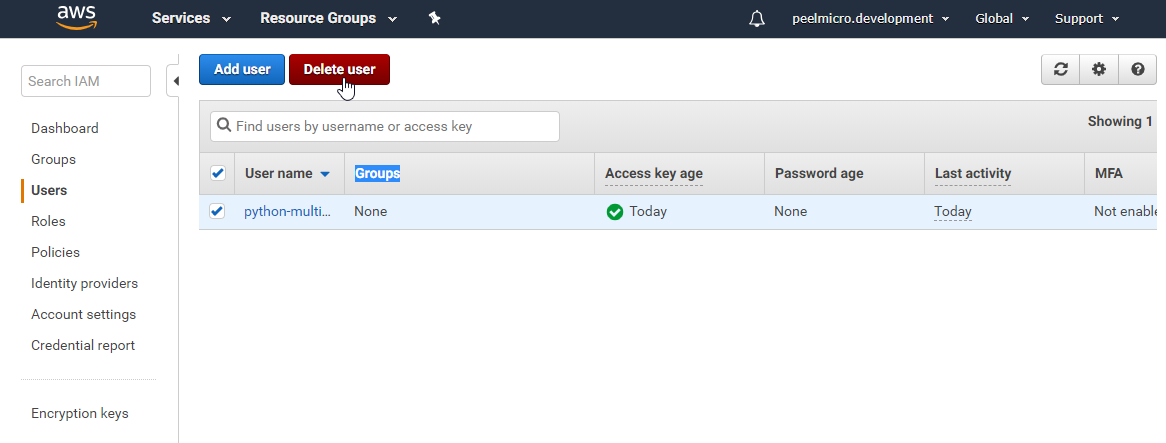 aws Services Resource Groups peelmicro.development Global Support
Search IAM
Dashboard
Groups
Users
Roles
Policies
Identity providers
Account settings
Credential report
Encryption keys
Add user Delete user
Find users by username or access key Showing 1
User name Groups Access key age Password age Last activity MFA
python-multi... None Today None Today Not enable